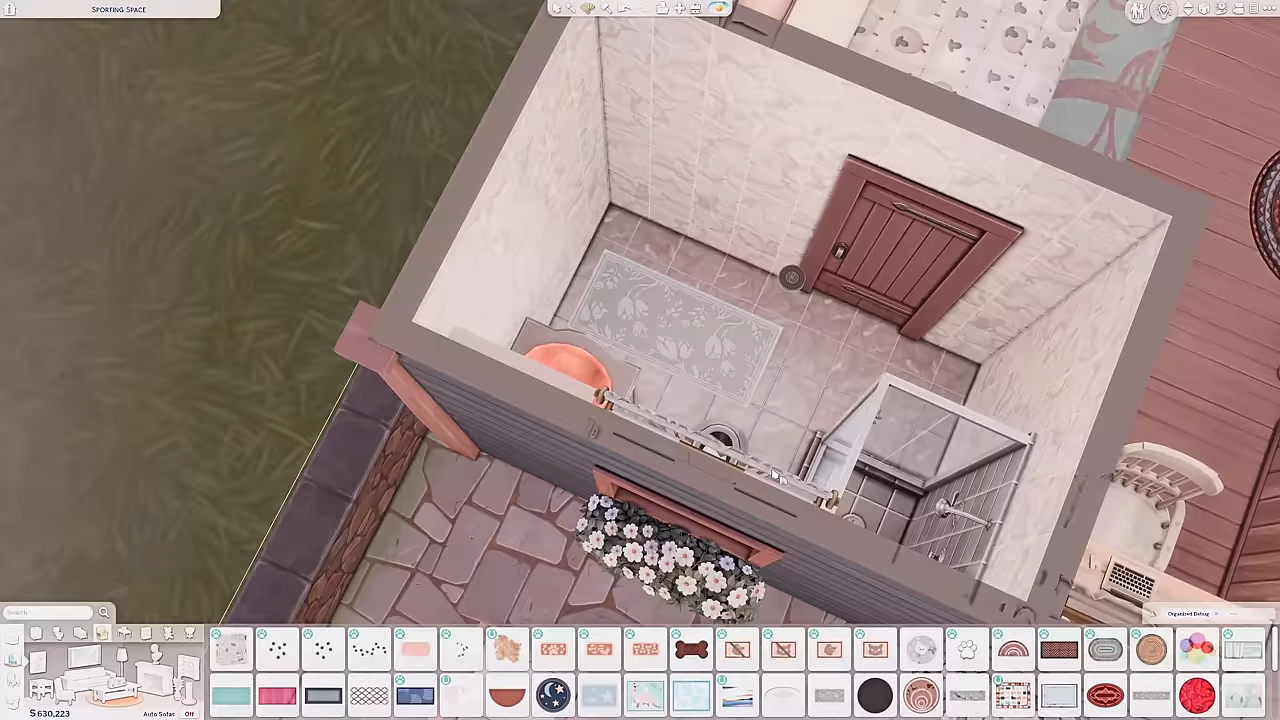 SPORTING SPACE
Search
Organized Debug
§630,223
Auto Sofas
Off